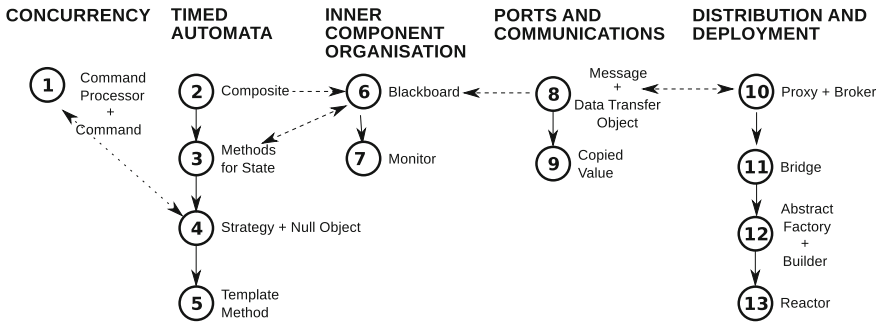 CONCURRENCY
TIMED
AUTOMATA
INNER
COMPONENT
ORGANISATION
PORTS AND
COMMUNICATIONS
DISTRIBUTION AND
DEPLOYMENT
1
Command
Processor
+
Command
2
Composite
3
Methods
for State
4
Strategy + Null Object
5
Template
Method
6
Blackboard
7
Monitor
8
Message
+
Data Transfer
Object
9
Copied
Value
10
Proxy + Broker
11
Bridge
12
Abstract
Factory
+
Builder
13
Reactor